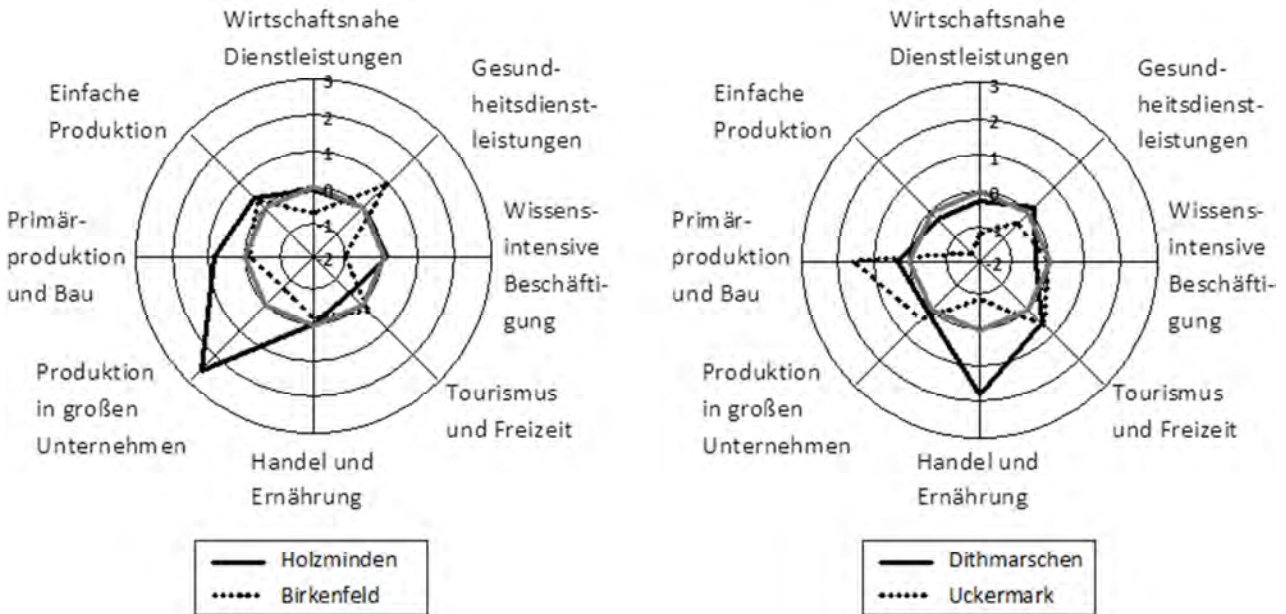 Wirtschaftsnahe
Dienstleistungen
Gesund-
heitsdienst-
leistungen
Wissens-
intensive
Beschäfti-
gung
Tourismus
und Freizeit
Handel und
Ernährung
Produktion
in großen
Unternehmen
Primär-
produktion
und Bau
Einfache
Produktion
3
2
1
0
-1
-2
Holzminden
Birkenfeld
Wirtschaftsnahe
Dienstleistungen
Gesund-
heitsdienst-
leistungen
Wissens-
intensive
Beschäfti-
gung
Tourismus
und Freizeit
Handel und
Ernährung
Produktion
in großen
Unternehmen
Primär-
produktion
und Bau
Einfache
Produktion
3
2
1
0
-1
-2
Dithmarschen
Uckermark